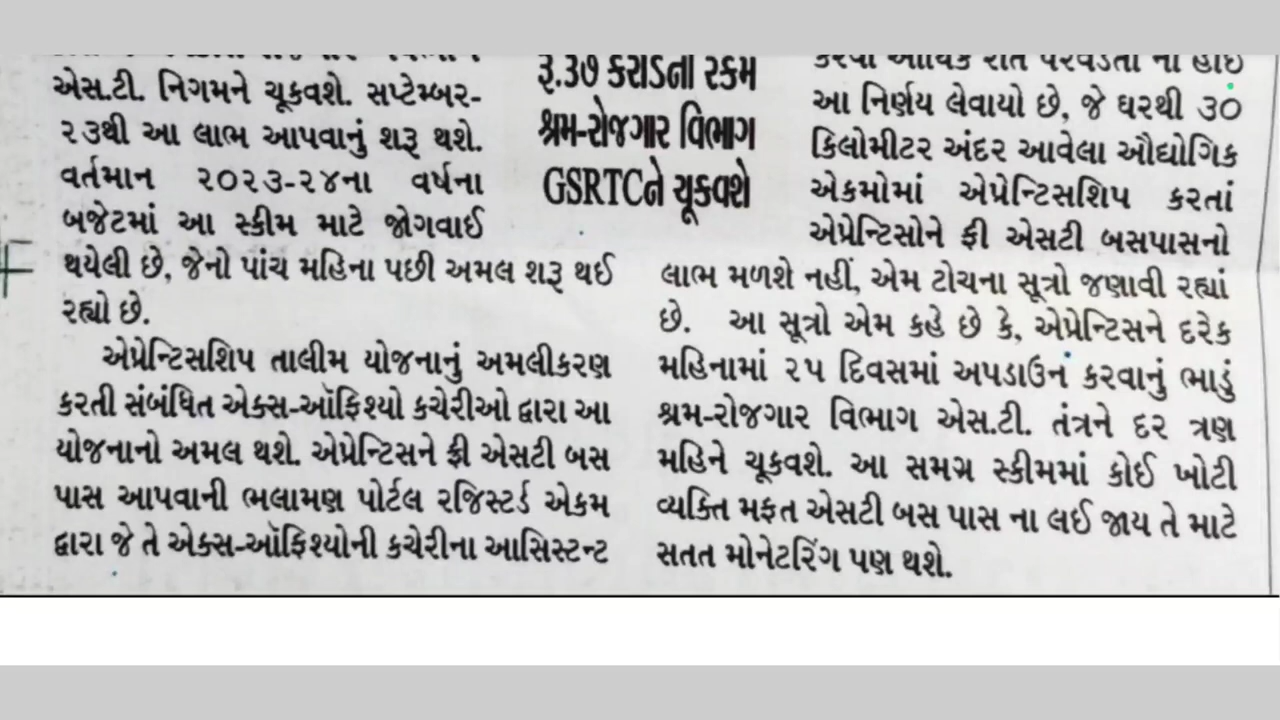 એસ.ટી. નિગમને ચૂકવશે. સપ્ટેમ્બર-
૨૩થી આ લાભ આપવાનું શરૂ થશે.
વર્તમાન ૨૦૨૩-૨૪ના વર્ષના
બજેટમાં આ સ્કીમ માટે જોગવાઈ
થયેલી છે, જેનો પાંચ મહિના પછી અમલ શરૂ થઈ
રહ્યો છે.
એપ્રેન્ટિસશિપ તાલીમ યોજનાનું અમલીકરણ
કરતી સંબંધિત એક્સ-ઑફિશ્યો કચેરીઓ દ્વારા આ
યોજનાનો અમલ થશે. એપ્રેન્ટિસને ફ્રી એસટી બસ
પાસ આપવાની ભલામણ પોર્ટલ રજિસ્ટર્ડ એકમ
દ્વારા જે તે એક્સ-ઑફિશ્યોની કચેરીના આસિસ્ટન્ટ
રૂ.૩૭ કરોડની રકમ
શ્રમ-રોજગાર વિભાગ
GSRTCને ચૂકવશે
કરવા આર્થિક રીતે પરવડતી ના હોઈ
આ નિર્ણય લેવાયો છે, જે ઘરથી ૩૦
કિલોમીટર અંદર આવેલા ઔદ્યોગિક
એકમોમાં એપ્રેન્ટિસશિપ કરતાં
એપ્રેન્ટિસોને ફ્રી એસટી બસપાસનો
લાભ મળશે નહીં, એમ ટોચના સૂત્રો જણાવી રહ્યાં
છે. આ સૂત્રો એમ કહે છે કે, એપ્રેન્ટિસને દરેક
મહિનામાં ૨૫ દિવસમાં અપડાઉન કરવાનું ભાડું
શ્રમ-રોજગાર વિભાગ એસ.ટી. તંત્રને દર ત્રણ
મહિને ચૂકવશે. આ સમગ્ર સ્કીમમાં કોઈ ખોટી
વ્યક્તિ મફત એસટી બસ પાસ ના લઈ જાય તે માટે
સતત મોનેટરિંગ પણ થશે.